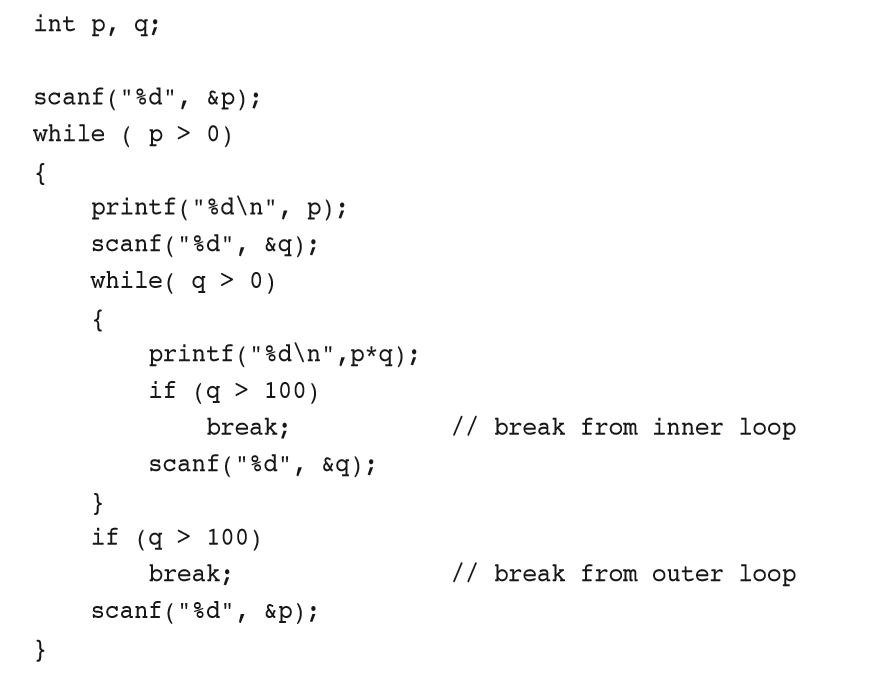 int p, q;
scanf("%d", &p);
while ( p > 0)
{
    printf("%d\n", p);
    scanf("%d", &q);
    while( q > 0)
    {
        printf("%d\n",p*q);
        if (q > 100)
            break;            // break from inner loop
        scanf("%d", &q);
    }
    if (q > 100)
        break;                // break from outer loop
    scanf("%d", &p);
}